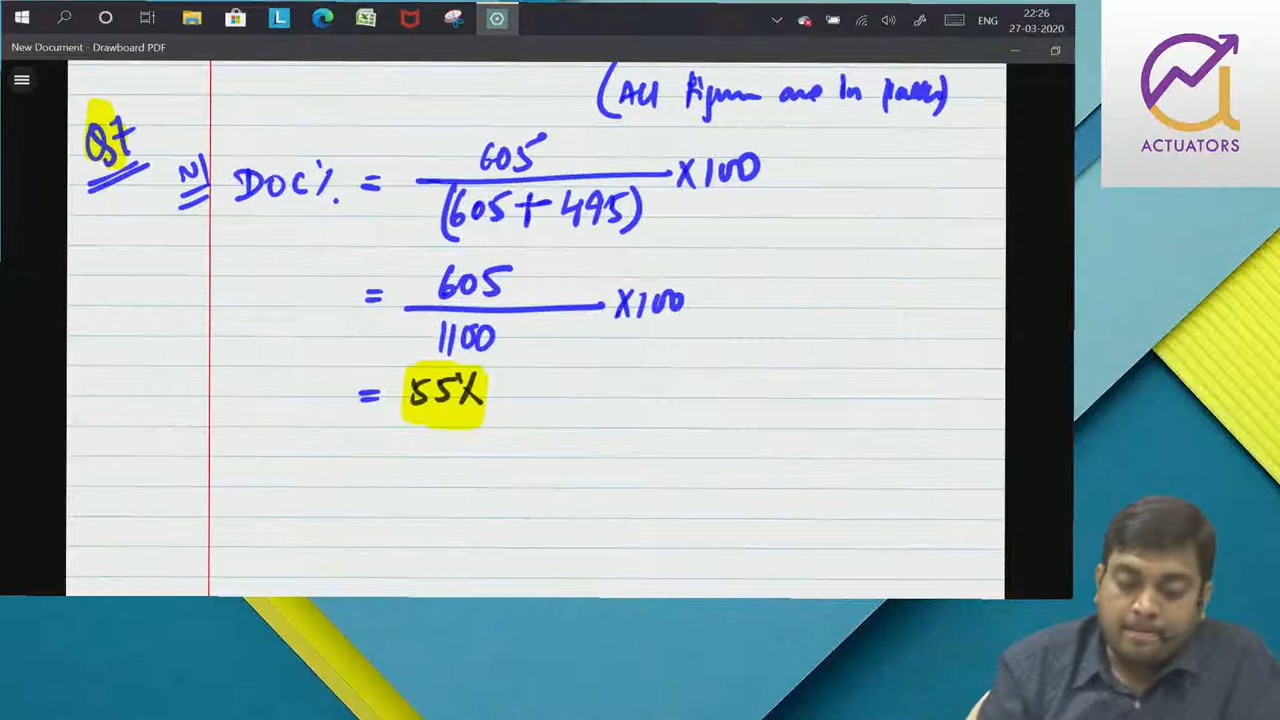 22:26
ENG
27-03-2020
New Document - Drawboard PDF
ACTUATORS
(All figures are in
Q7
N1 DOC% = 605 / (605 + 495) × 100
= 605 / 1100 × 100
= 55%